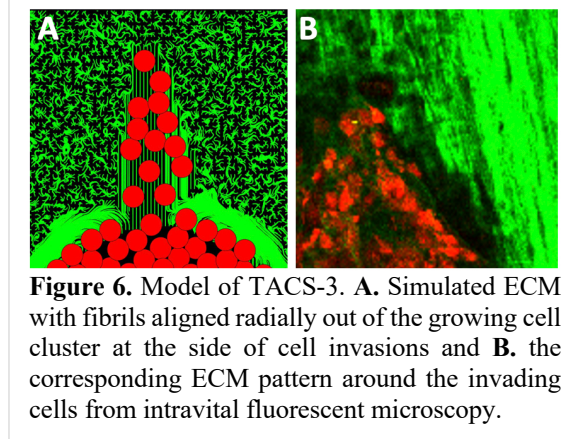 A
B
Figure 6. Model of TACS-3. A. Simulated ECM
with fibrils aligned radially out of the growing cell
cluster at the side of cell invasions and B. the
corresponding ECM pattern around the invading
cells from intravital fluorescent microscopy.